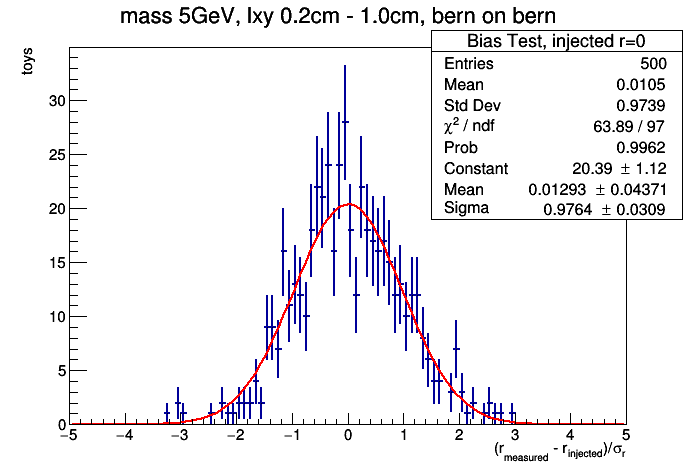 mass 5GeV, lxy 0.2cm - 1.0cm, bern on bern
toys
Bias Test, injected r=0
Entries 500
Mean 0.0105
Std Dev 0.9739
χ² / ndf 63.89 / 97
Prob 0.9962
Constant 20.39 ± 1.12
Mean 0.01293 ± 0.04371
Sigma 0.9764 ± 0.0309
30
25
20
15
10
5
0
−5 −4 −3 −2 −1 0 1 2 3 4 5
(r_measured - r_injected)/σ_r